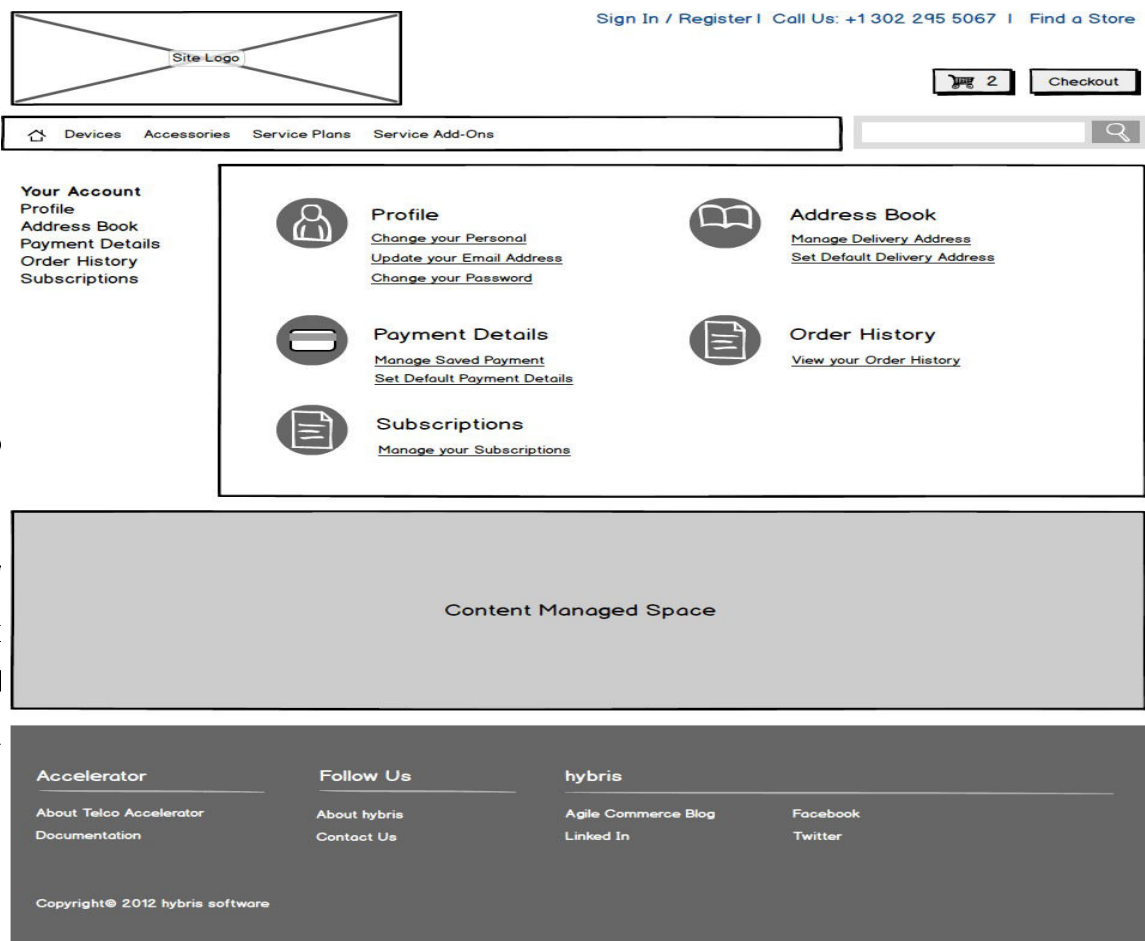 Sign In / Register | Call Us: +1 302 295 5067 | Find a Store
Site Logo
2
Checkout
Devices Accessories Service Plans Service Add-Ons
Your Account
Profile
Address Book
Payment Details
Order History
Subscriptions
Profile
Change your Personal
Update your Email Address
Change your Password
Address Book
Manage Delivery Address
Set Default Delivery Address
Payment Details
Manage Saved Payment
Set Default Payment Details
Order History
View your Order History
Subscriptions
Manage your Subscriptions
Content Managed Space
Accelerator
About Telco Accelerator
Documentation
Follow Us
About hybris
Contact Us
hybris
Agile Commerce Blog
Linked In
Facebook
Twitter
Copyright© 2012 hybris software